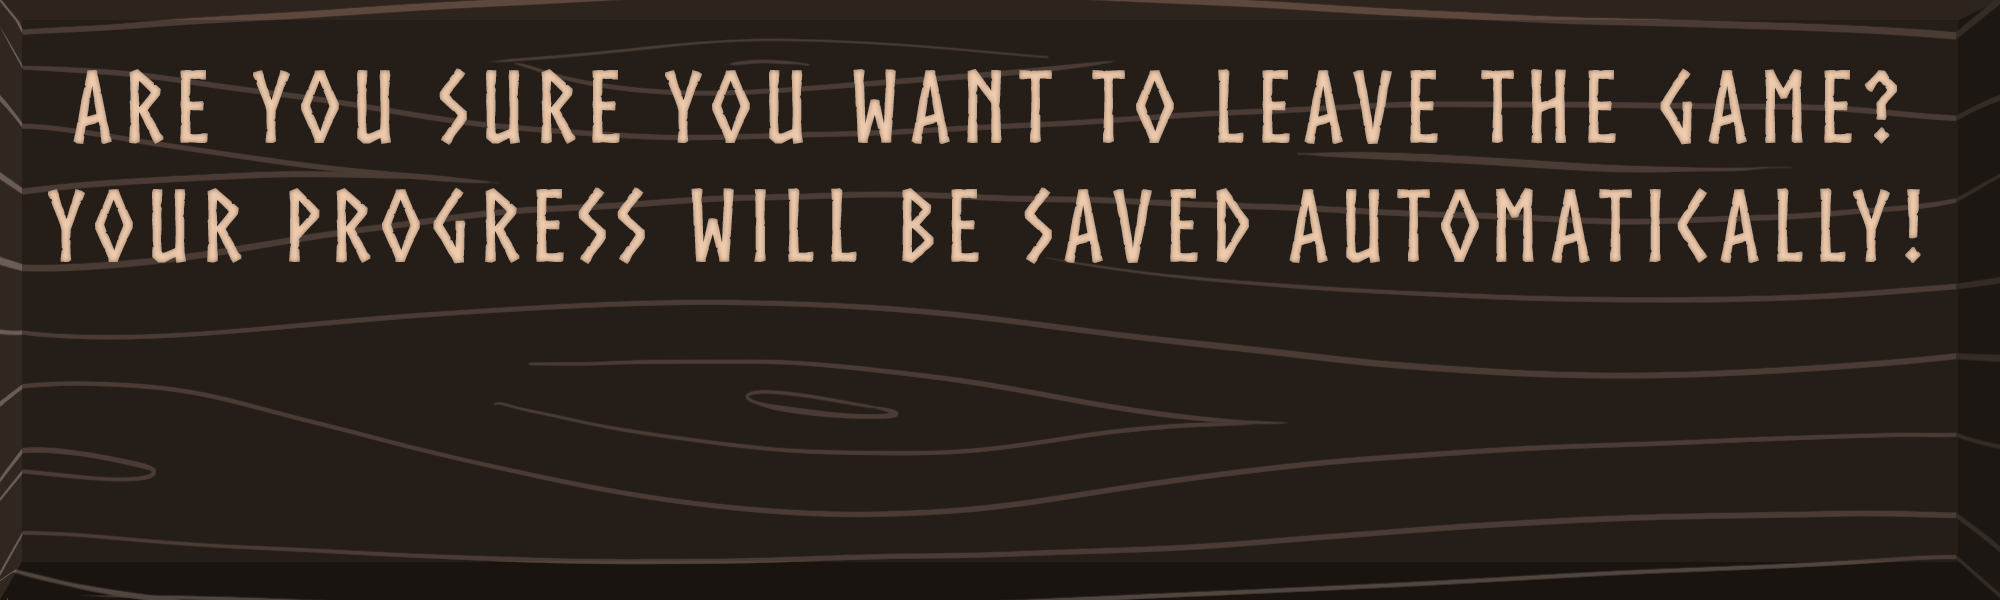 ARE YOU SURE YOU WANT TO LEAVE THE GAME?
YOUR PROGRESS WILL BE SAVED AUTOMATICALLY!